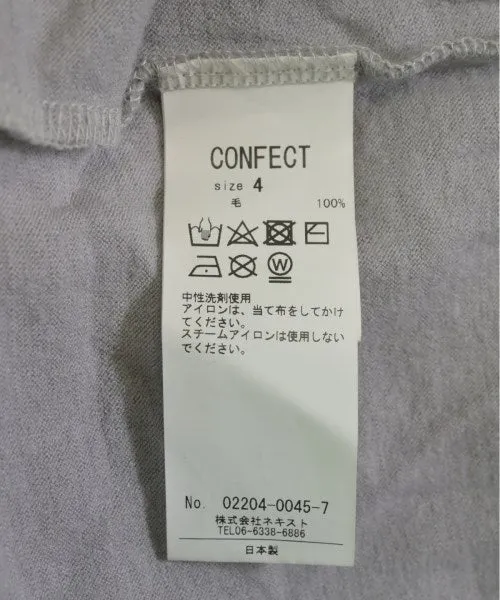 CONFECT
size 4
毛 100%
W
中性洗剤使用
アイロンは、当て布をしてかけ
てください。
スチームアイロンは使用しない
でください。
No. 02204-0045-7
株式会社ネキスト
TEL06-6338-6886
日本製